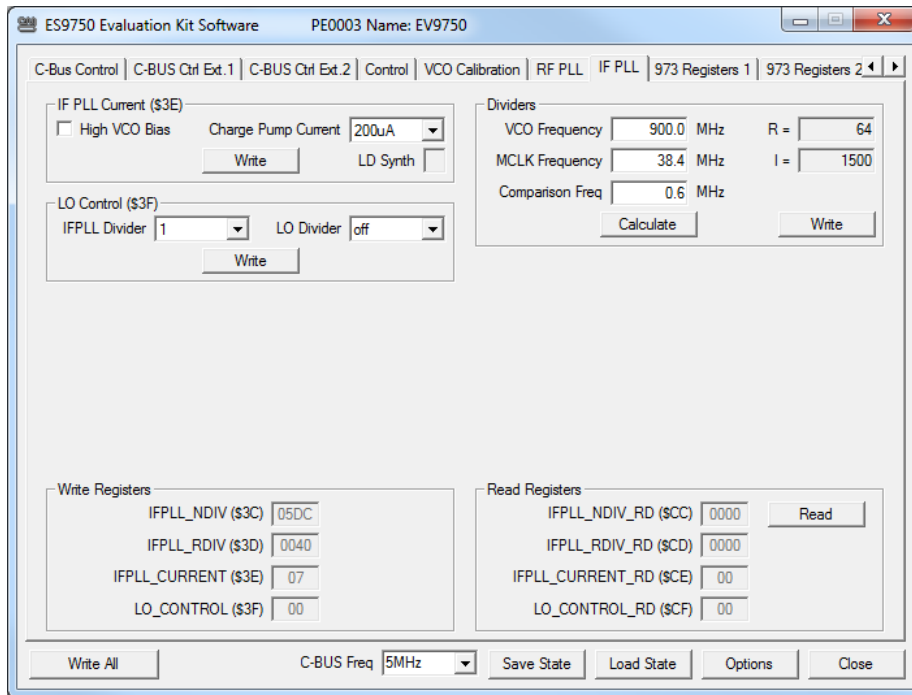 ES9750 Evaluation Kit Software PE0003 Name: EV9750
C-Bus Control C-BUS Ctrl Ext.1 C-BUS Ctrl Ext.2 Control VCO Calibration RF PLL IF PLL 973 Registers 1 973 Registers 2
IF PLL Current ($3E)
High VCO Bias Charge Pump Current 200uA
Write LD Synth
LO Control ($3F)
IFPLL Divider 1 LO Divider off
Write
Dividers
VCO Frequency 900.0 MHz R = 64
MCLK Frequency 38.4 MHz I = 1500
Comparison Freq 0.6 MHz
Calculate Write
Write Registers
IFPLL_NDIV ($3C) 05DC
IFPLL_RDIV ($3D) 0040
IFPLL_CURRENT ($3E) 07
LO_CONTROL ($3F) 00
Read Registers
IFPLL_NDIV_RD ($CC) 0000 Read
IFPLL_RDIV_RD ($CD) 0000
IFPLL_CURRENT_RD ($CE) 00
LO_CONTROL_RD ($CF) 00
Write All C-BUS Freq 5MHz Save State Load State Options Close